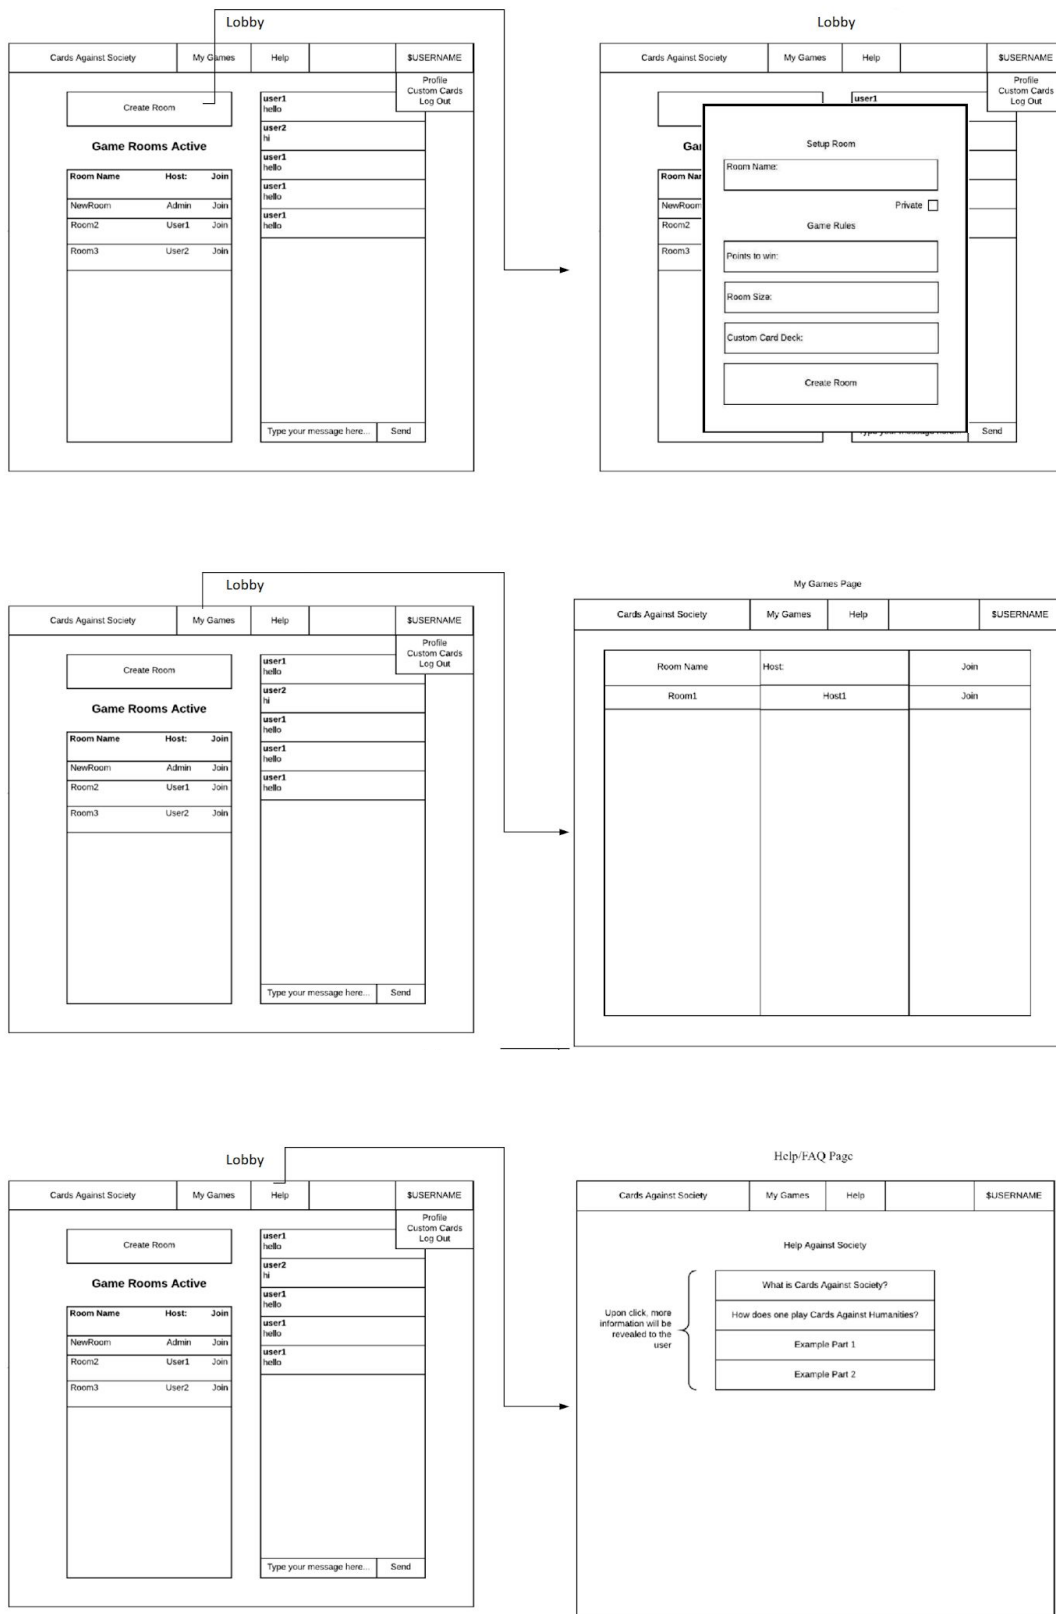 Lobby
Cards Against Society My Games Help $USERNAME
Profile
Custom Cards
Log Out
Create Room
Game Rooms Active
Room Name Host: Join
NewRoom Admin Join
Room2 User1 Join
Room3 User2 Join
user1
hello
user2
hi
user1
hello
user1
hello
user1
hello
Type your message here... Send
Lobby
Cards Against Society My Games Help $USERNAME
Profile
Custom Cards
Log Out
user1
Room2
Room3
Setup Room
Room Name:
Private
Game Rules
Points to win:
Room Size:
Custom Card Deck:
Create Room
Send
Lobby
Cards Against Society My Games Help $USERNAME
Profile
Custom Cards
Log Out
Create Room
Game Rooms Active
Room Name Host: Join
NewRoom Admin Join
Room2 User1 Join
Room3 User2 Join
user1
hello
user2
hi
user1
hello
user1
hello
user1
hello
Type your message here... Send
My Games Page
Cards Against Society My Games Help $USERNAME
Room Name Host: Join
Room1 Host1 Join
Lobby
Cards Against Society My Games Help $USERNAME
Profile
Custom Cards
Log Out
Create Room
Game Rooms Active
Room Name Host: Join
NewRoom Admin Join
Room2 User1 Join
Room3 User2 Join
user1
hello
user2
hi
user1
hello
user1
hello
user1
hello
Type your message here... Send
Help/FAQ Page
Cards Against Society My Games Help $USERNAME
Help Against Society
Upon click, more
information will be
revealed to the
user
What is Cards Against Society?
How does one play Cards Against Humanities?
Example Part 1
Example Part 2